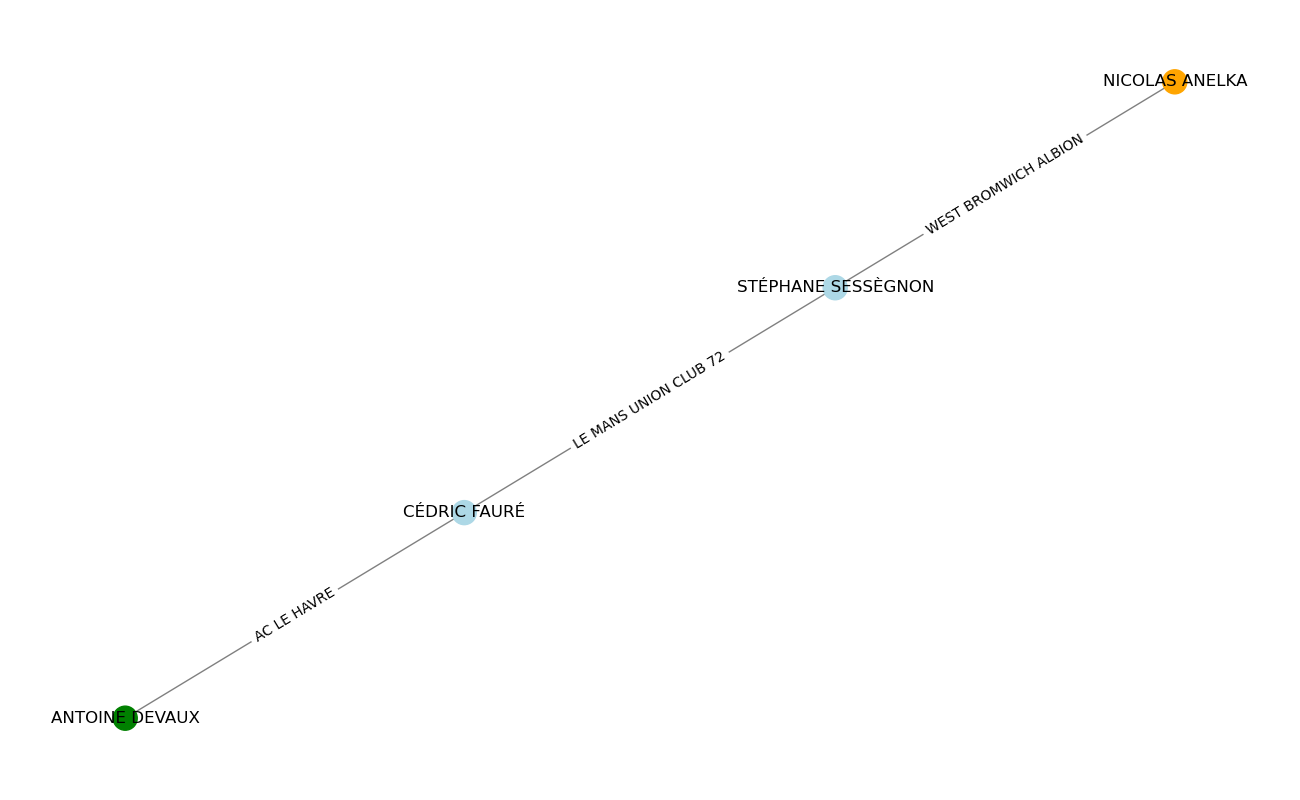 NICOLAS ANELKA
WEST BROMWICH ALBION
STÉPHANE SESSÈGNON
LE MANS UNION CLUB 72
CÉDRIC FAURÉ
AC LE HAVRE
ANTOINE DEVAUX